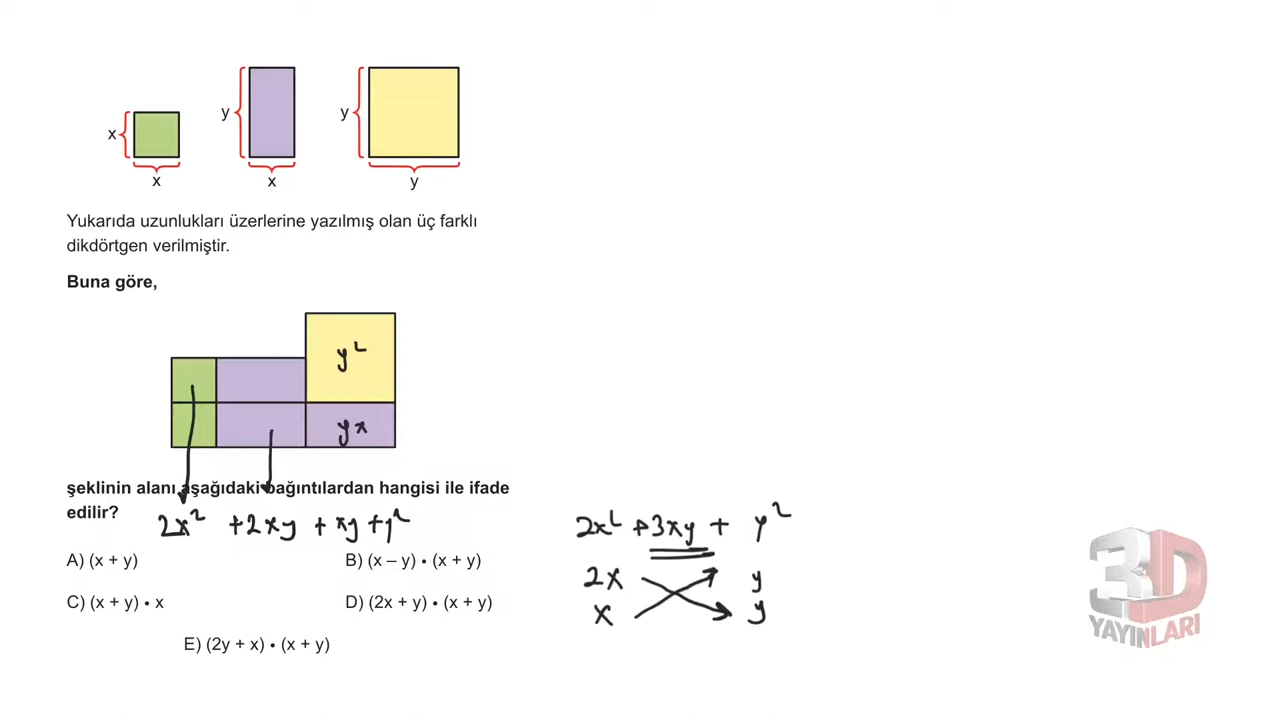 y
y
x
x
x
y
Yukarıda uzunlukları üzerlerine yazılmış olan üç farklı
dikdörtgen verilmiştir.
Buna göre,
y²
yx
şeklinin alanı aşağıdaki bağıntılardan hangisi ile ifade
edilir?
2x² + 2xy + xy + y²
2x² + 3xy + y²
A) (x + y)
B) (x – y) • (x + y)
2x y
C) (x + y) • x
D) (2x + y) • (x + y)
x y
E) (2y + x) • (x + y)
3D
YAYINLARI